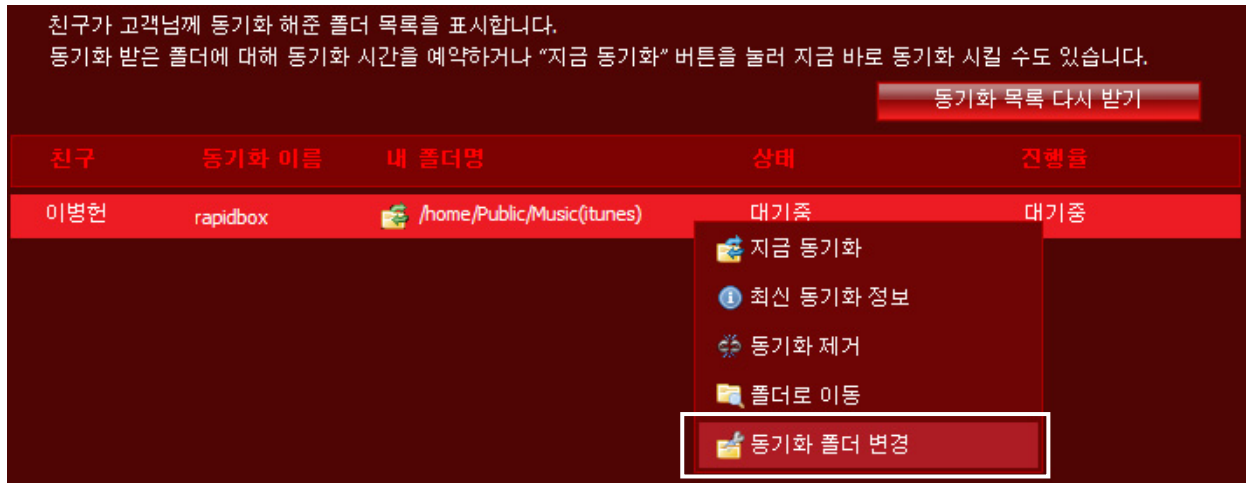 친구가 고객님께 동기화 해준 폴더 목록을 표시합니다.
동기화 받은 폴더에 대해 동기화 시간을 예약하거나 “지금 동기화” 버튼을 눌러 지금 바로 동기화 시킬 수도 있습니다.
동기화 목록 다시 받기
친구 동기화 이름 내 폴더명 상태 진행율
이병헌 rapidbox /home/Public/Music(itunes) 대기중 대기중
지금 동기화
최신 동기화 정보
동기화 제거
폴더로 이동
동기화 폴더 변경